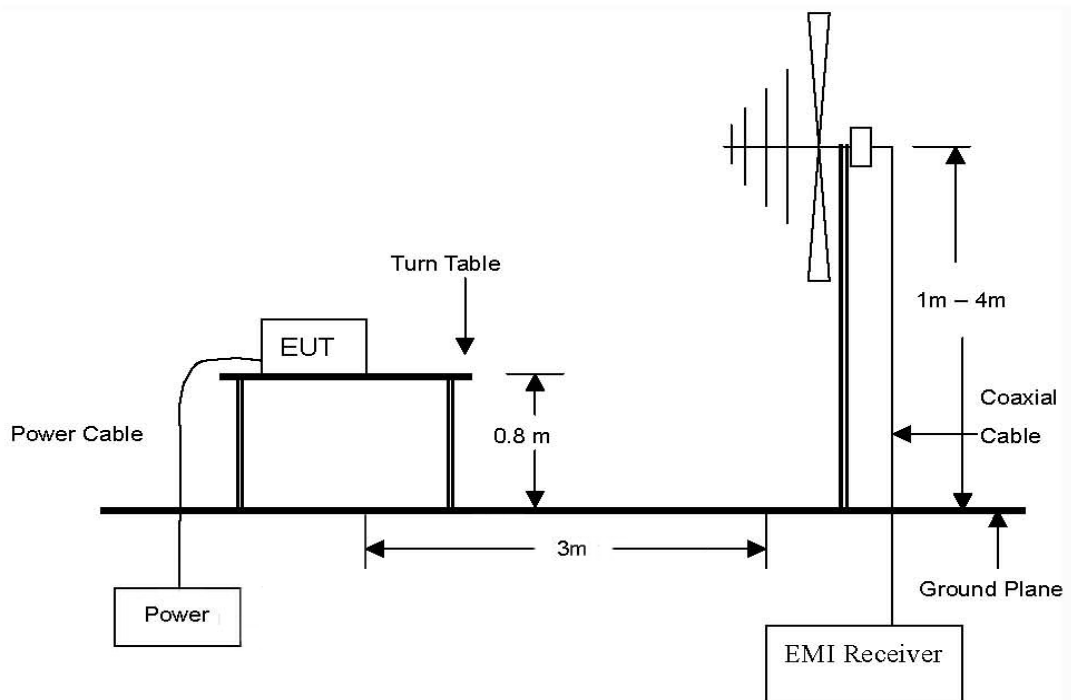 Turn Table
1m – 4m
EUT
Coaxial
Cable
Power Cable
0.8 m
3m
Ground Plane
Power
EMI Receiver